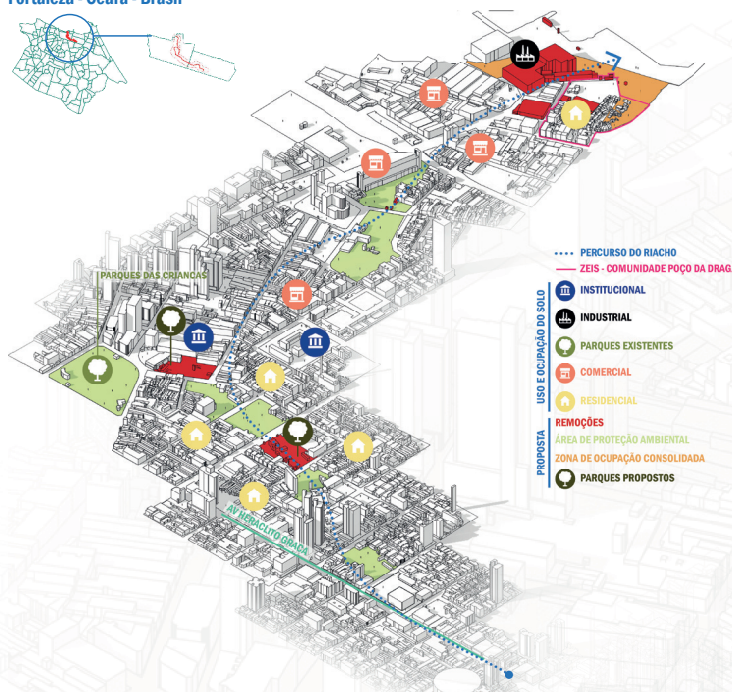 Fortaleza - Ceará - Brasil
PERCURSO DO RIACHO
ZEIS - COMUNIDADE POÇO DA DRAGA
PARQUES DAS CRIANÇAS
USO E OCUPAÇÃO DO SOLO
INSTITUCIONAL
INDUSTRIAL
PARQUES EXISTENTES
COMERCIAL
RESIDENCIAL
PROPOSTA
REMOÇÕES
ÁREA DE PROTEÇÃO AMBIENTAL
ZONA DE OCUPAÇÃO CONSOLIDADA
PARQUES PROPOSTOS
AV HERACLITO GRAÇA